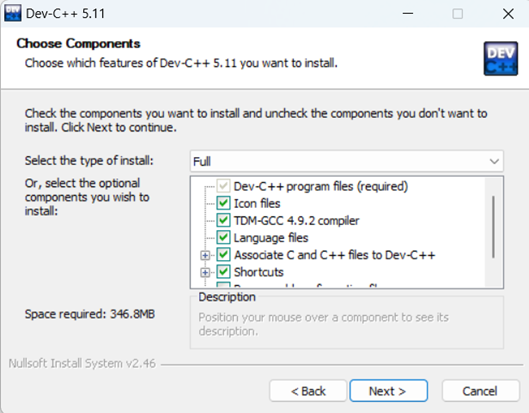 Dev-C++ 5.11
Choose Components
Choose which features of Dev-C++ 5.11 you want to install.
DEV
C++
Check the components you want to install and uncheck the components you don't want to
install. Click Next to continue.
Select the type of install:
Full
Or, select the optional
components you wish to
install:
Dev-C++ program files (required)
Icon files
TDM-GCC 4.9.2 compiler
Language files
Associate C and C++ files to Dev-C++
Shortcuts
Space required: 346.8MB
Description
Position your mouse over a component to see its
description.
Nullsoft Install System v2.46
< Back
Next >
Cancel